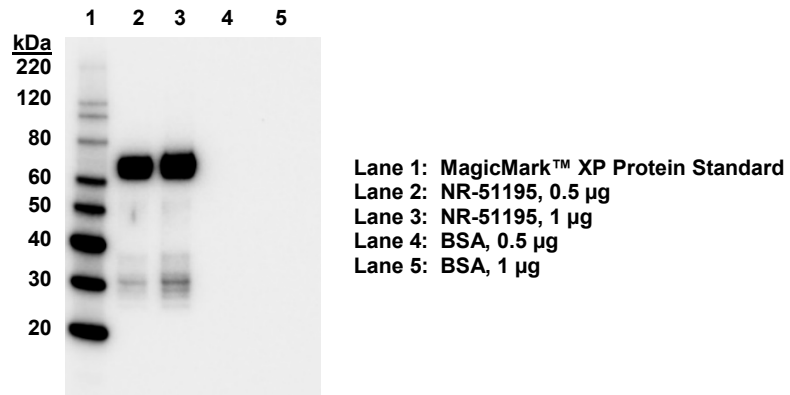 1 2 3 4 5
kDa
220
120
80
60
50
40
30
20
Lane 1: MagicMark™ XP Protein Standard
Lane 2: NR-51195, 0.5 µg
Lane 3: NR-51195, 1 µg
Lane 4: BSA, 0.5 µg
Lane 5: BSA, 1 µg